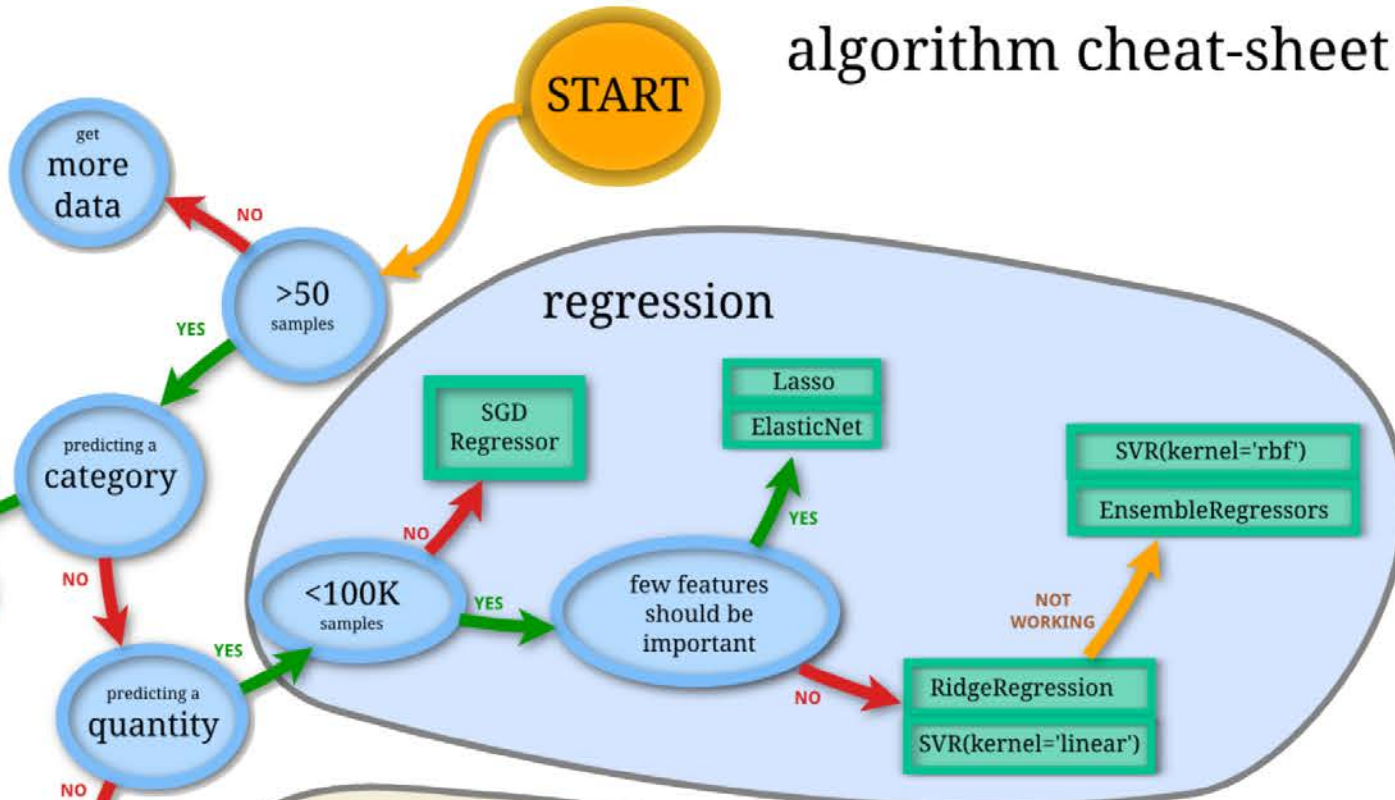 algorithm cheat-sheet
START
get
more
data
NO
>50
samples
YES
predicting a
category
NO
predicting a
quantity
NO
YES
regression
<100K
samples
NO
SGD
Regressor
YES
few features
should be
important
YES
Lasso
ElasticNet
NO
RidgeRegression
SVR(kernel='linear')
NOT
WORKING
SVR(kernel='rbf')
EnsembleRegressors